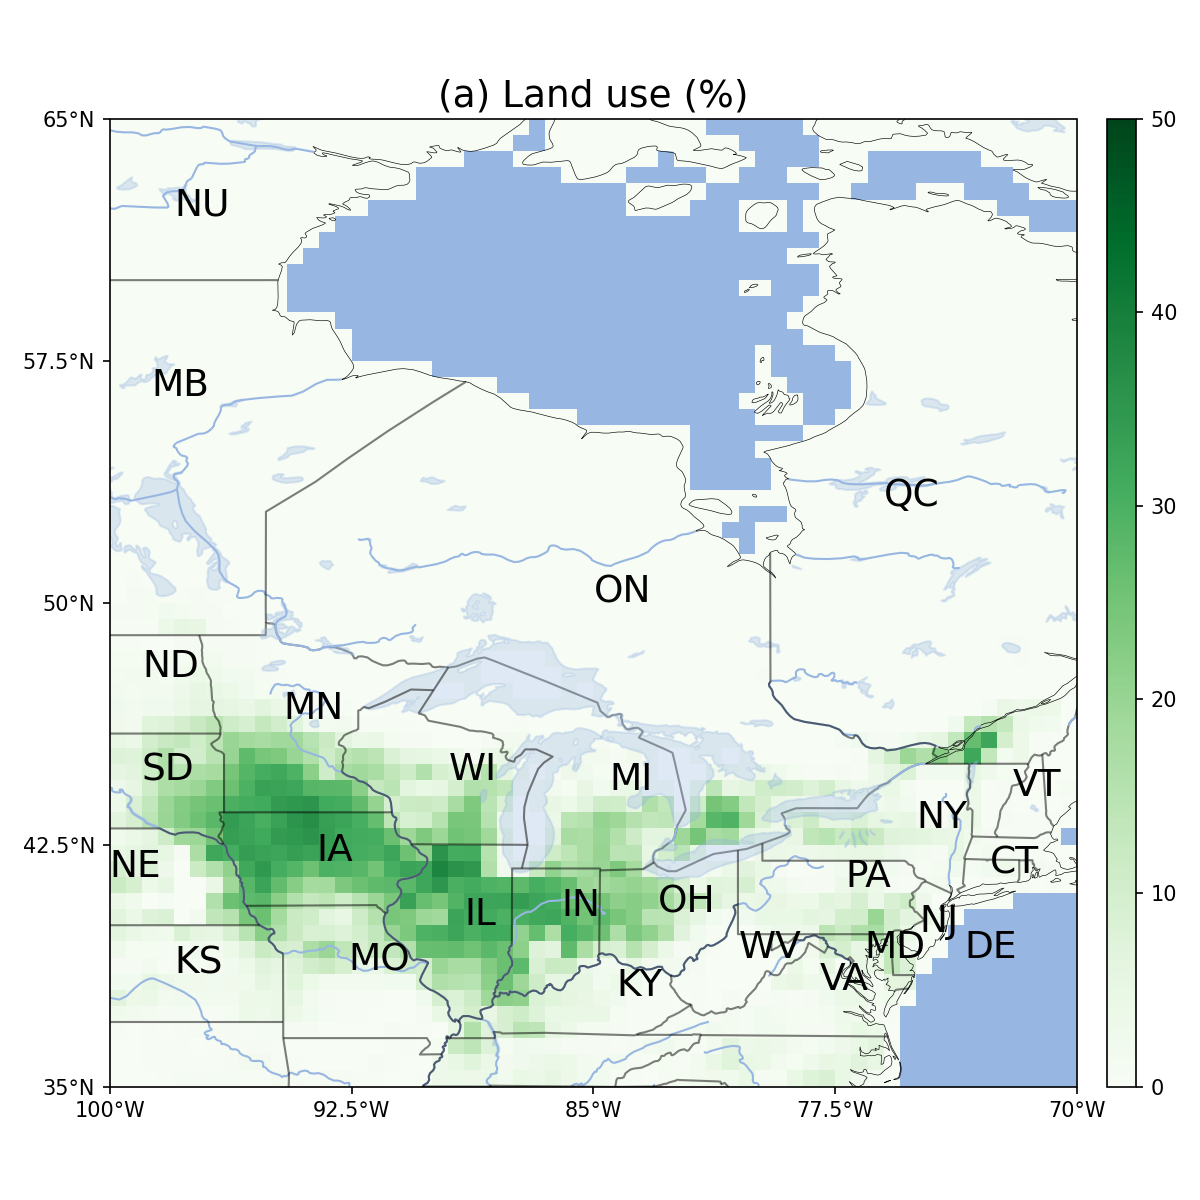 (a) Land use (%)
65°N
57.5°N
50°N
42.5°N
35°N
100°W
92.5°W
85°W
77.5°W
70°W
50
40
30
20
10
0
NU
MB
QC
ON
ND
MN
SD
WI
MI
VT
NY
IA
NE
CT
PA
IL
IN
OH
NJ
KS
MO
WV
MD
DE
KY
VA